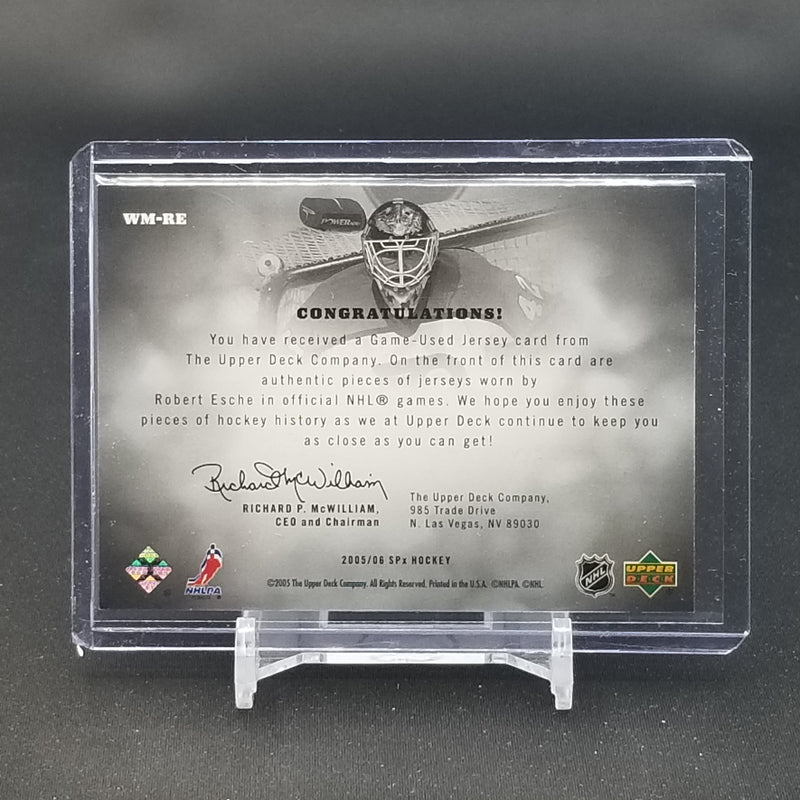 WM-RE
POWER
CONGRATULATIONS!
You have received a Game-Used Jersey card from
The Upper Deck Company. On the front of this card are
authentic pieces of jerseys worn by
Robert Esche in official NHL® games. We hope you enjoy these
pieces of hockey history as we at Upper Deck continue to keep you
as close as you can get!
Richard McWilliam
RICHARD P. McWILLIAM,
CEO and Chairman
The Upper Deck Company,
985 Trade Drive
N. Las Vegas, NV 89030
2005/06 SPx HOCKEY
©2005 The Upper Deck Company. All Rights Reserved. Printed in the U.S.A. ©NHLPA. ©NHL.
NHLPA
NHL
UPPER
DECK